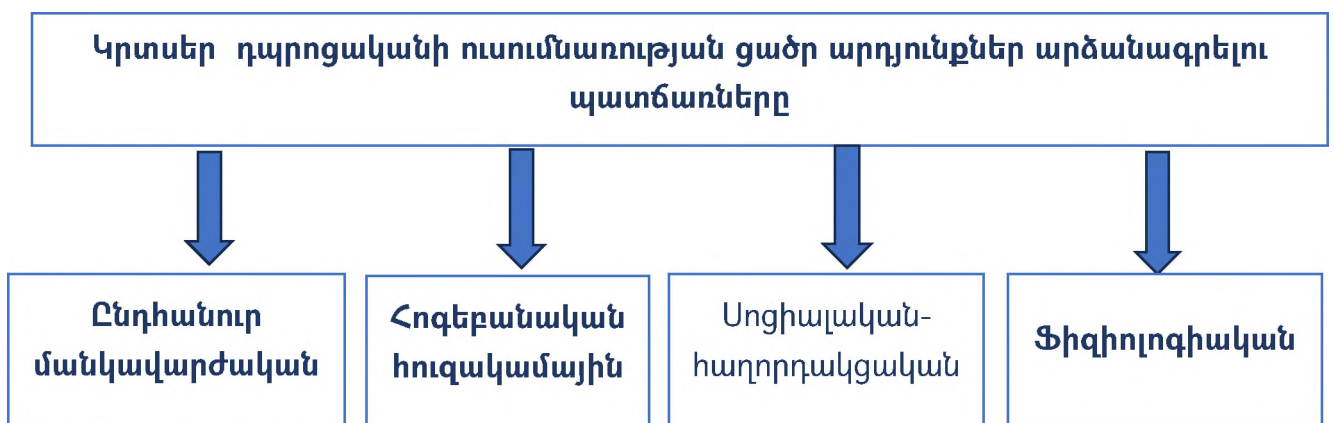 Կրտսեր դպրոցականի ուսումնառության ցածր արդյունքներ արձանագրելու
պատճառները
Ընդհանուր
մանկավարժական
Հոգեբանական
հուզակամային
Սոցիալական-
հաղորդակցական
Ֆիզիոլոգիական